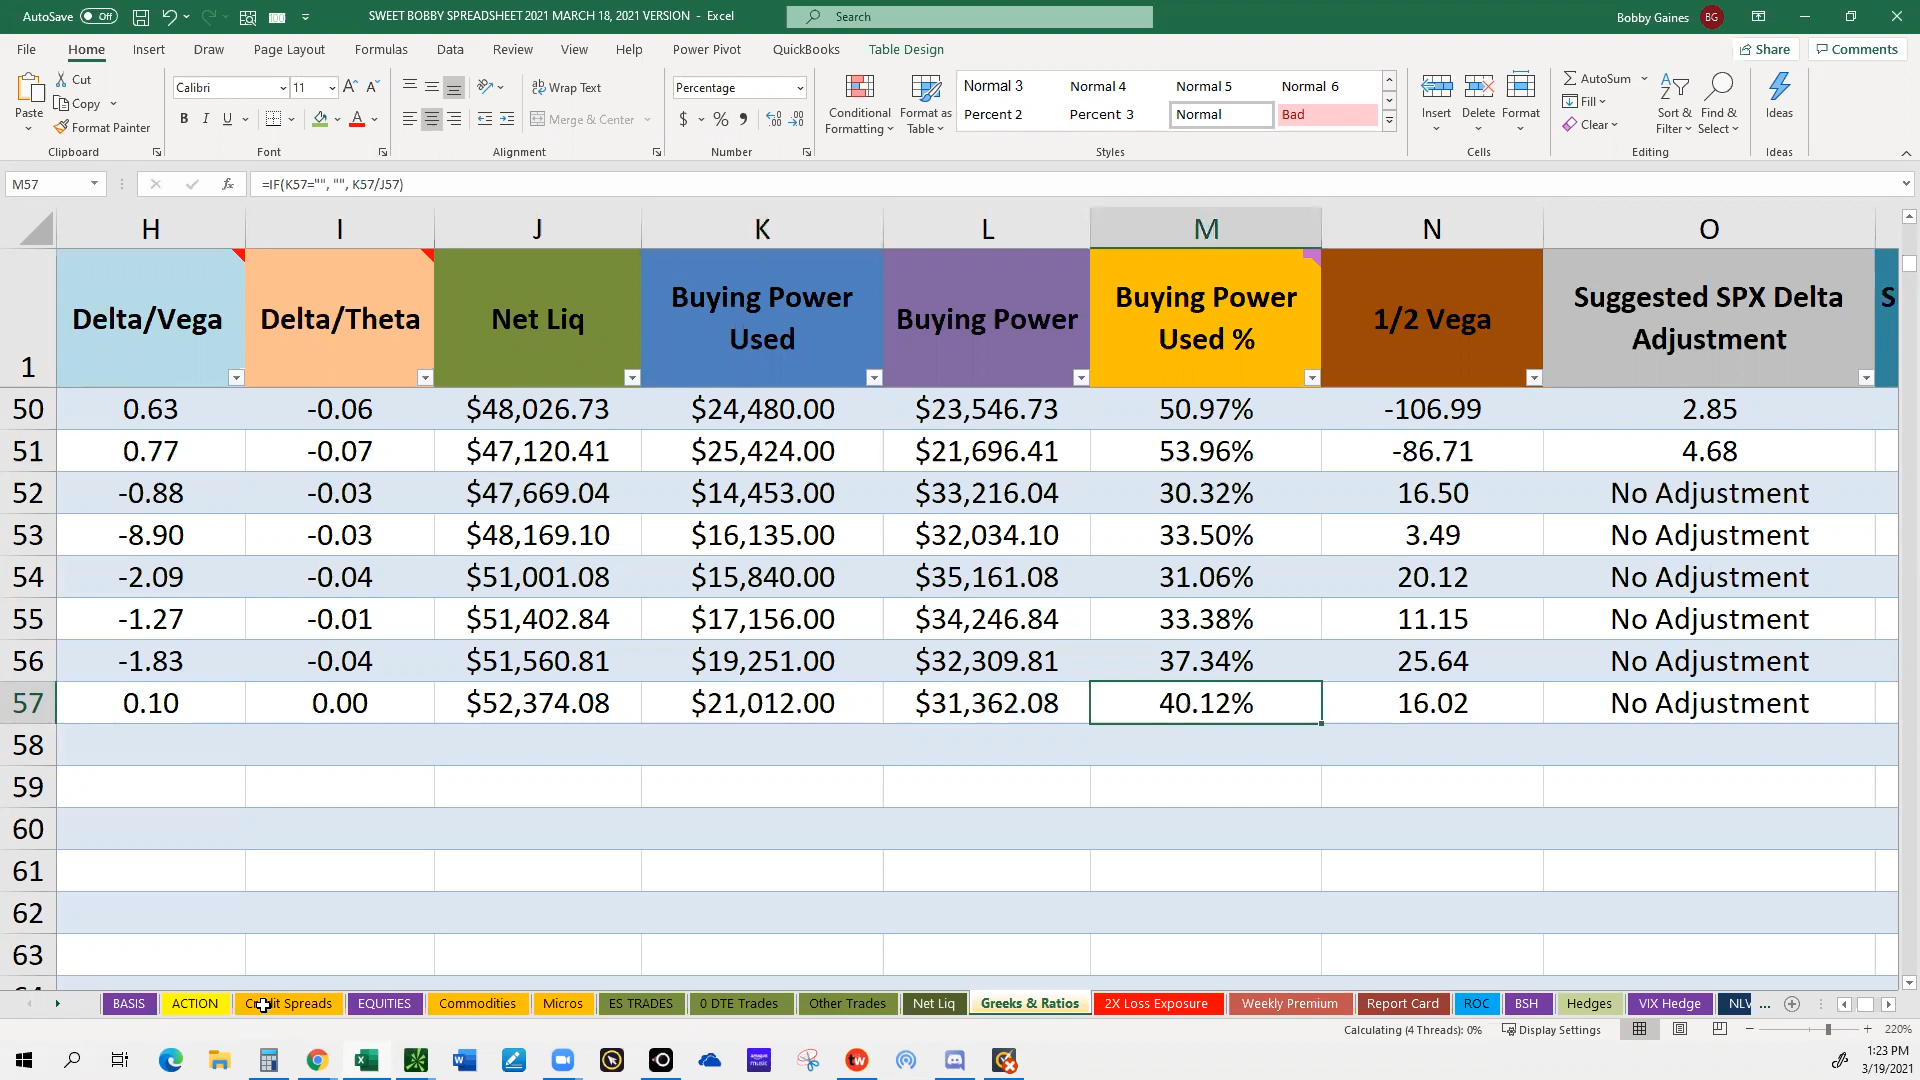 AutoSave Off SWEET BOBBY SPREADSHEET 2021 MARCH 18, 2021 VERSION - Excel Search Bobby Gaines BG
File Home Insert Draw Page Layout Formulas Data Review View Help Power Pivot QuickBooks Table Design Share Comments
Paste Cut Copy Format Painter
Clipboard
Calibri 11 B I U A
Font
Wrap Text Merge & Center
Alignment
Percentage $ %
Number
Conditional Formatting Format as Table
Normal 3 Normal 4 Normal 5 Normal 6
Percent 2 Percent 3 Normal Bad
Styles
Insert Delete Format
Cells
AutoSum Fill Clear Sort & Filter Find & Select
Editing
Ideas
Ideas
M57 fx =IF(K57="", "", K57/J57)
H I J K L M N O
1 Delta/Vega Delta/Theta Net Liq Buying Power Used Buying Power Buying Power Used % 1/2 Vega Suggested SPX Delta Adjustment S
50 0.63 -0.06 $48,026.73 $24,480.00 $23,546.73 50.97% -106.99 2.85
51 0.77 -0.07 $47,120.41 $25,424.00 $21,696.41 53.96% -86.71 4.68
52 -0.88 -0.03 $47,669.04 $14,453.00 $33,216.04 30.32% 16.50 No Adjustment
53 -8.90 -0.03 $48,169.10 $16,135.00 $32,034.10 33.50% 3.49 No Adjustment
54 -2.09 -0.04 $51,001.08 $15,840.00 $35,161.08 31.06% 20.12 No Adjustment
55 -1.27 -0.01 $51,402.84 $17,156.00 $34,246.84 33.38% 11.15 No Adjustment
56 -1.83 -0.04 $51,560.81 $19,251.00 $32,309.81 37.34% 25.64 No Adjustment
57 0.10 0.00 $52,374.08 $21,012.00 $31,362.08 40.12% 16.02 No Adjustment
58
59
60
61
62
63
BASIS ACTION Credit Spreads EQUITIES Commodities Micros ES TRADES 0 DTE Trades Other Trades Net Liq Greeks & Ratios 2X Loss Exposure Weekly Premium Report Card ROC BSH Hedges VIX Hedge NLV ...
Calculating (4 Threads): 0% Display Settings 220%
1:23 PM
3/19/2021